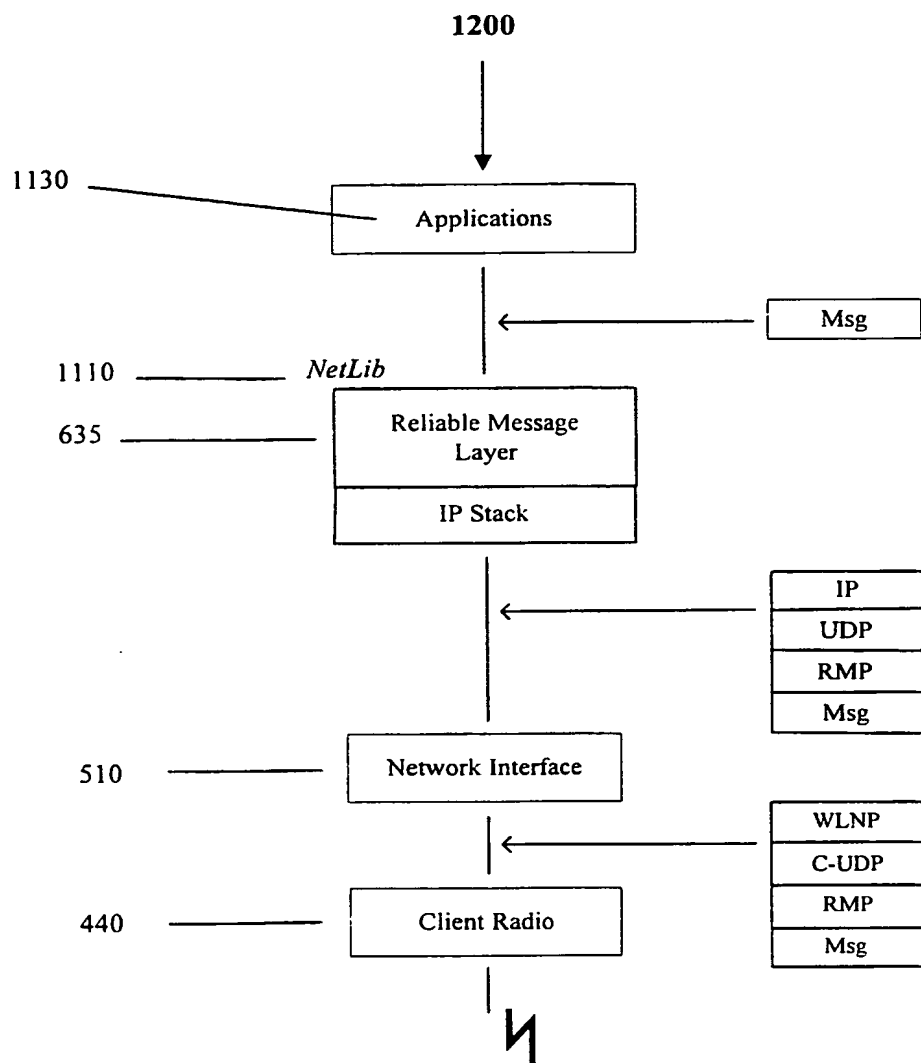 1200
1130
Applications
Msg
1110
NetLib
635
Reliable Message
Layer
IP Stack
IP
UDP
RMP
Msg
510
Network Interface
WLNP
C-UDP
RMP
Msg
440
Client Radio